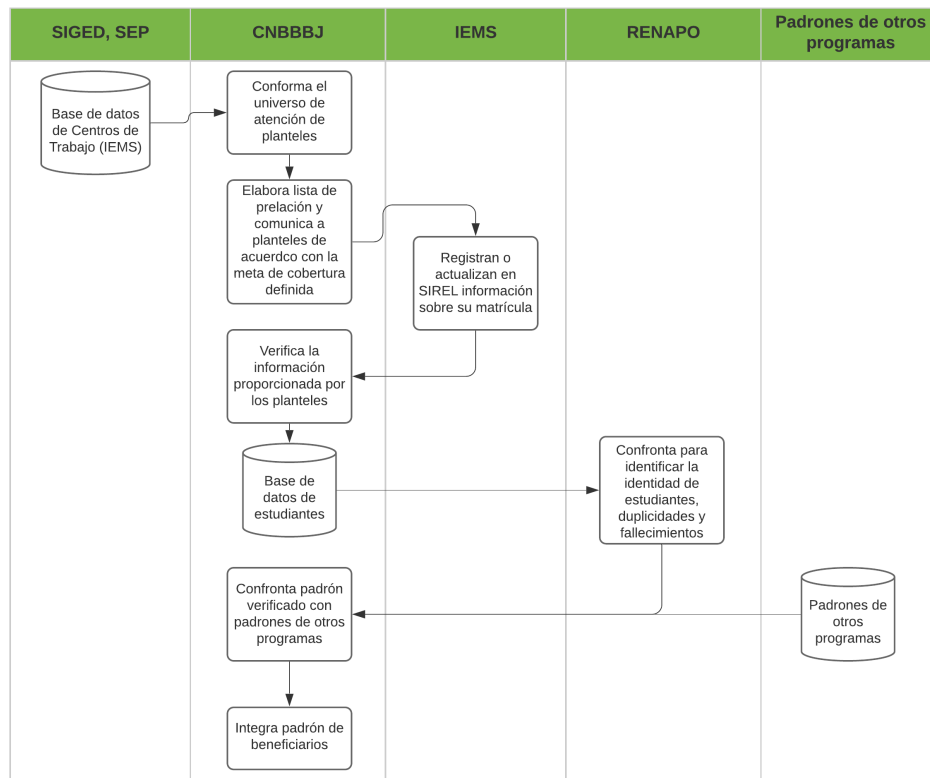 SIGED, SEP
CNBBBJ
IEMS
RENAPO
Padrones de otros
programas
Base de datos
de Centros de
Trabajo (IEMS)
Conforma el
universo de
atención de
planteles
Elabora lista de
prelación y
comunica a
planteles de
acuerdco con la
meta de cobertura
definida
Registran o
actualizan en
SIREL información
sobre su matrícula
Verifica la
información
proporcionada por
los planteles
Base de
datos de
estudiantes
Confronta para
identificar la
identidad de
estudiantes,
duplicidades y
fallecimientos
Confronta padrón
verificado con
padrones de otros
programas
Padrones de
otros
programas
Integra padrón de
beneficiarios